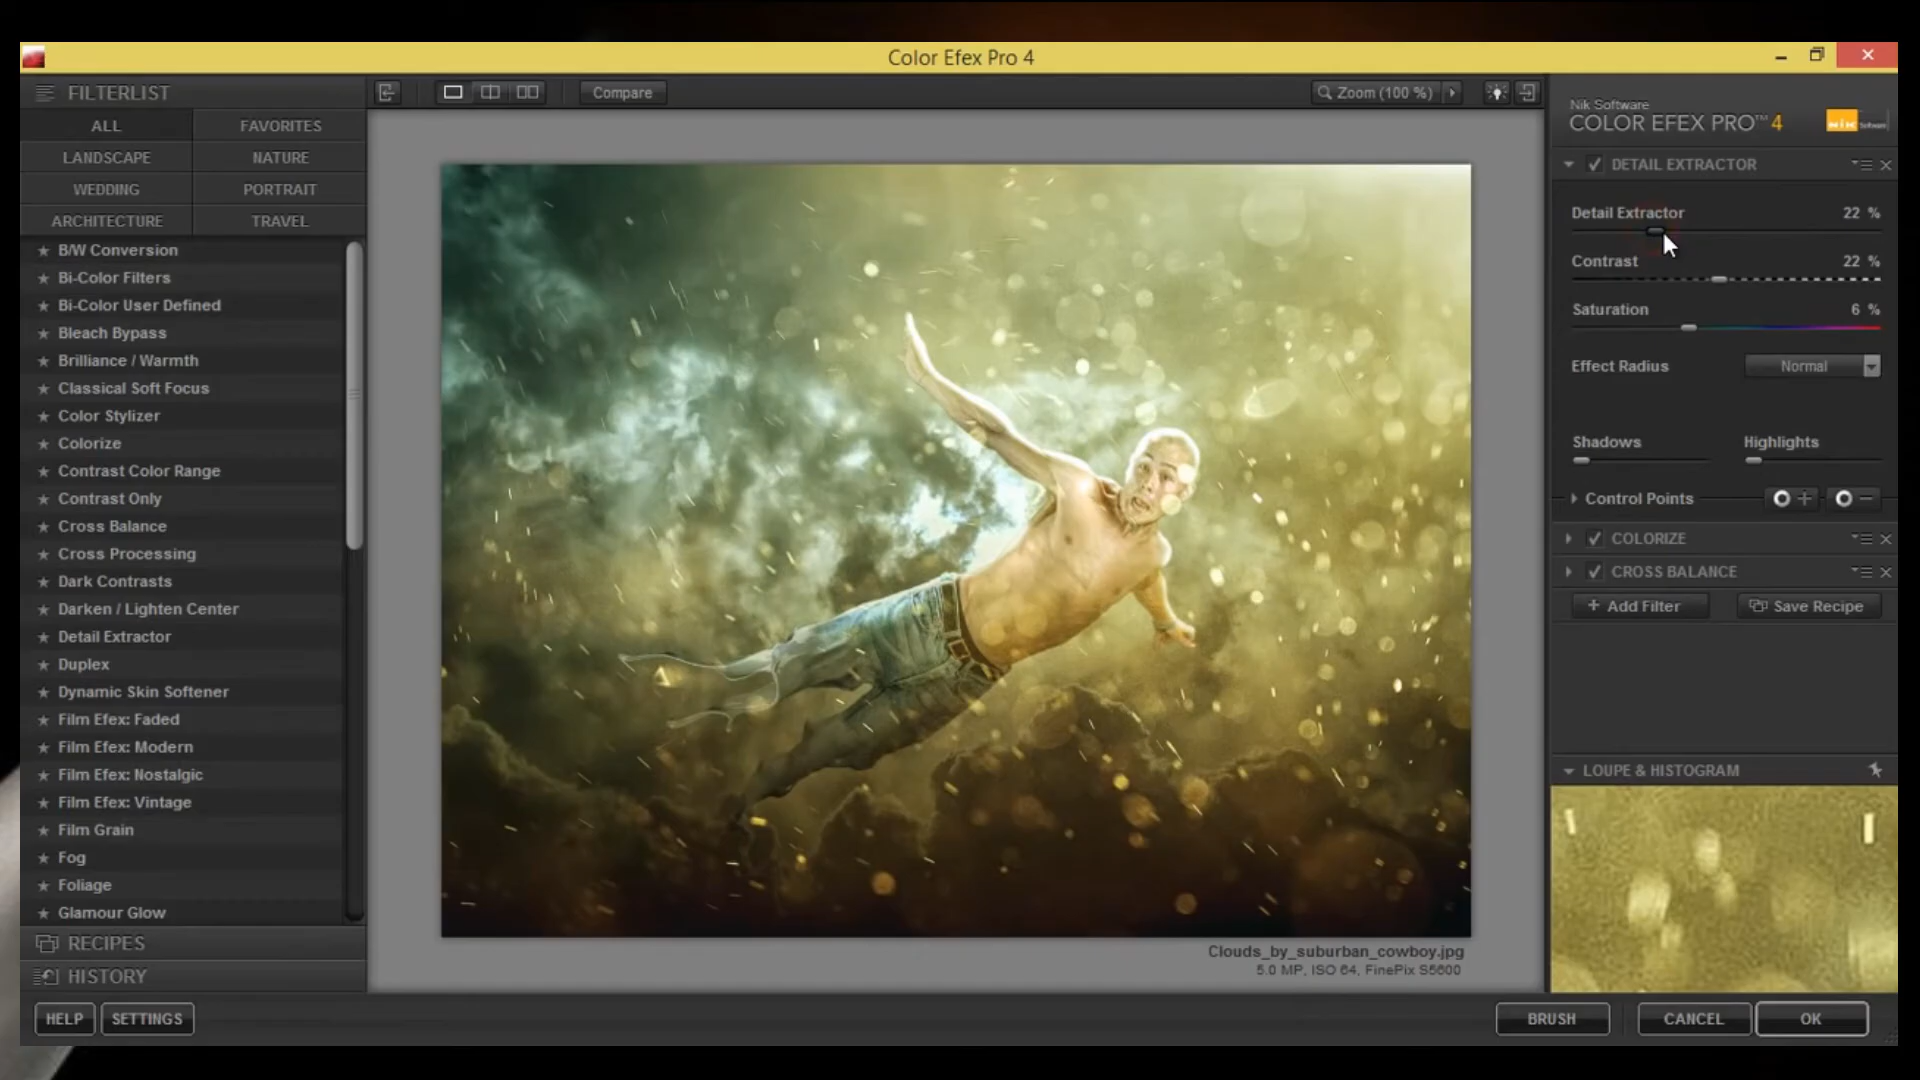 Color Efex Pro 4
FILTERLIST
ALL
FAVORITES
LANDSCAPE
NATURE
WEDDING
PORTRAIT
ARCHITECTURE
TRAVEL
B/W Conversion
Bi-Color Filters
Bi-Color User Defined
Bleach Bypass
Brilliance / Warmth
Classical Soft Focus
Color Stylizer
Colorize
Contrast Color Range
Contrast Only
Cross Balance
Cross Processing
Dark Contrasts
Darken / Lighten Center
Detail Extractor
Duplex
Dynamic Skin Softener
Film Efex: Faded
Film Efex: Modern
Film Efex: Nostalgic
Film Efex: Vintage
Film Grain
Fog
Foliage
Glamour Glow
RECIPES
HISTORY
HELP
SETTINGS
Compare
Zoom (100 %)
Clouds_by_suburban_cowboy.jpg
5.0 MP, ISO 64, FinePix S5600
Nik Software
COLOR EFEX PRO™ 4
nik Software
DETAIL EXTRACTOR
Detail Extractor 22 %
Contrast 22 %
Saturation 6 %
Effect Radius Normal
Shadows Highlights
Control Points
COLORIZE
CROSS BALANCE
+ Add Filter
Save Recipe
LOUPE & HISTOGRAM
BRUSH
CANCEL
OK